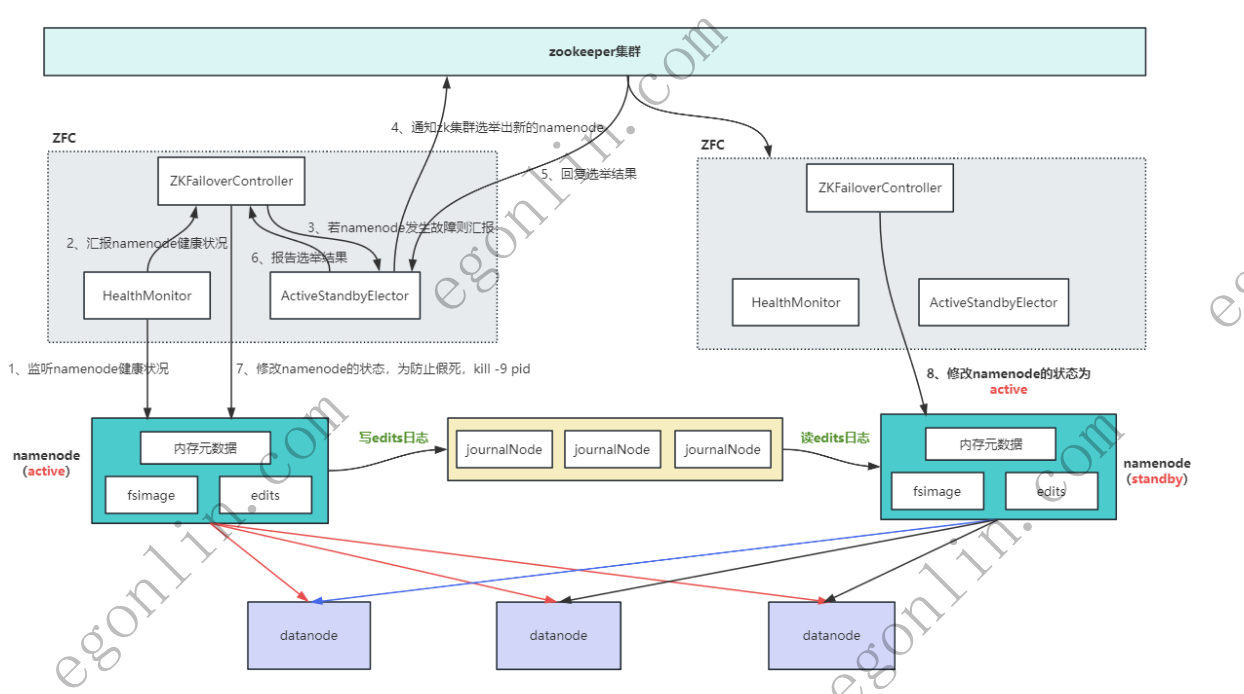 zookeeper集群
4、通知zk集群选举出新的namenode
5、回复选举结果
ZFC
ZKFailoverController
2、汇报namenode健康状况
3、若namenode发生故障则汇报
6、报告选举结果
HealthMonitor
ActiveStandbyElector
ZFC
ZKFailoverController
HealthMonitor
ActiveStandbyElector
1、监听namenode健康状况
7、修改namenode的状态，为防止假死，kill -9 pid
8、修改namenode的状态为
active
namenode
（active）
内存元数据
fsimage
edits
写edits日志
journalNode
journalNode
journalNode
读edits日志
内存元数据
fsimage
edits
namenode
（standby）
datanode
datanode
datanode
egonlin.com
egonlin.com
egonlin.com
eg